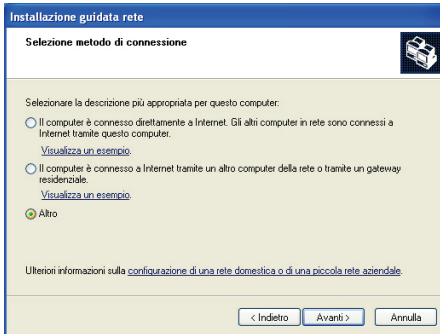 Installazione guidata rete
Selezione metodo di connessione
Selezionare la descrizione più appropriata per questo computer:
Il computer è connesso direttamente a Internet. Gli altri computer in rete sono connessi a
Internet tramite questo computer.
Visualizza un esempio.
Il computer è connesso a Internet tramite un altro computer della rete o tramite un gateway
residenziale.
Visualizza un esempio.
Altro
Ulteriori informazioni sulla configurazione di una rete domestica o di una piccola rete aziendale.
< Indietro
Avanti >
Annulla